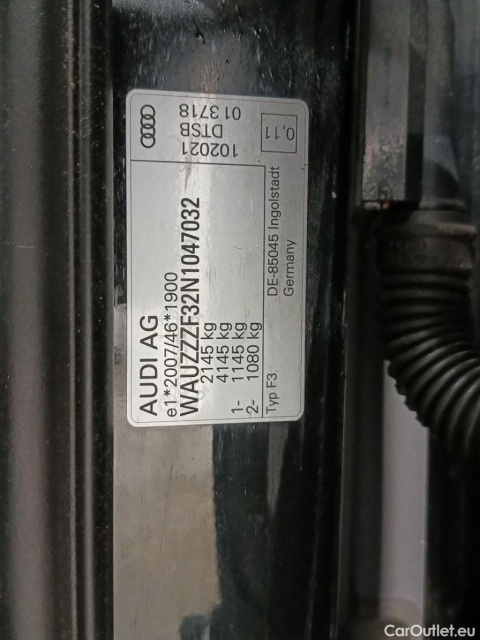 AUDI AG
e1*2007/46*1900
WAUZZZF32N1047032
2145 kg
4145 kg
1- 1145 kg
2- 1080 kg
Typ F3
DE-85045 Ingolstadt
Germany
102021
DTSB
013718
0,11
CarOutlet.eu